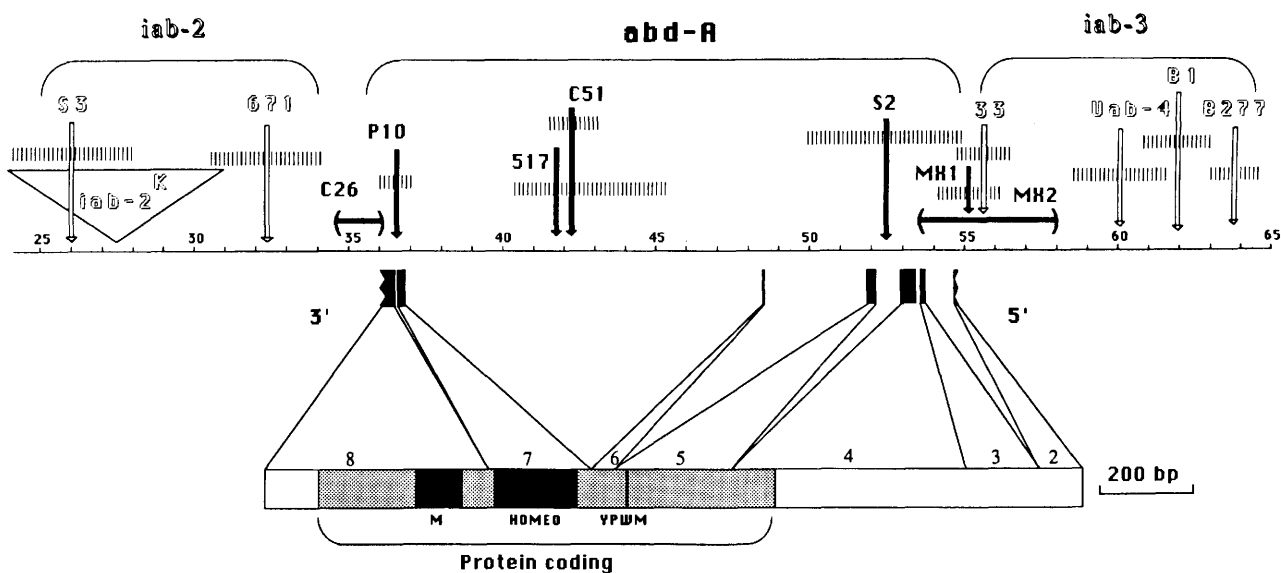 iab-2
abd-A
iab-3
S3
671
P10
C51
S2
33
Uab-4
B1
B277
517
C26
MX1
MX2
iab-2K
25 30 35 40 45 50 55 60 65
3'
5'
8 7 6 5 4 3 2
200 bp
M HOMEO YPWM
Protein coding